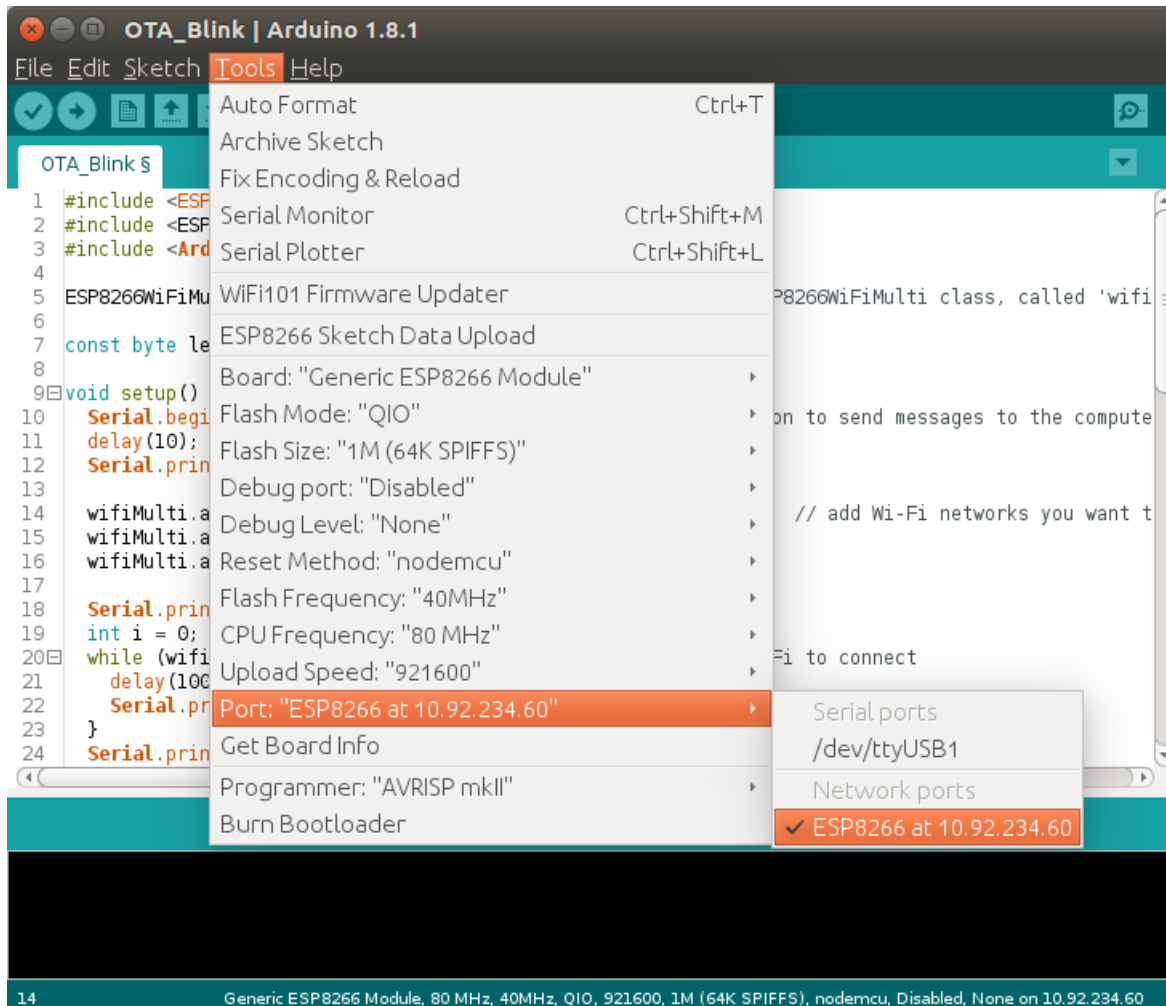 OTA_Blink | Arduino 1.8.1
File Edit Sketch Tools Help
OTA_Blink §
Auto Format Ctrl+T
Archive Sketch
Fix Encoding & Reload
Serial Monitor Ctrl+Shift+M
Serial Plotter Ctrl+Shift+L
WiFi101 Firmware Updater
ESP8266 Sketch Data Upload
Board: "Generic ESP8266 Module"
Flash Mode: "QIO"
Flash Size: "1M (64K SPIFFS)"
Debug port: "Disabled"
Debug Level: "None"
Reset Method: "nodemcu"
Flash Frequency: "40MHz"
CPU Frequency: "80 MHz"
Upload Speed: "921600"
Port: "ESP8266 at 10.92.234.60"
Get Board Info
Programmer: "AVRISP mkII"
Burn Bootloader
Serial ports
/dev/ttyUSB1
Network ports
ESP8266 at 10.92.234.60
1 #include <ESP
2 #include <ESP
3 #include <Ard
4
5 ESP8266WiFiMu P8266WiFiMulti class, called 'wifi
6
7 const byte le
8
9 void setup()
10 Serial.begi on to send messages to the compute
11 delay(10);
12 Serial.prin
13
14 wifiMulti.a // add Wi-Fi networks you want t
15 wifiMulti.a
16 wifiMulti.a
17
18 Serial.prin
19 int i = 0;
20 while (wifi Fi to connect
21 delay(100
22 Serial.pr
23 }
24 Serial.prin
14 Generic ESP8266 Module, 80 MHz, 40MHz, QIO, 921600, 1M (64K SPIFFS), nodemcu, Disabled, None on 10.92.234.60